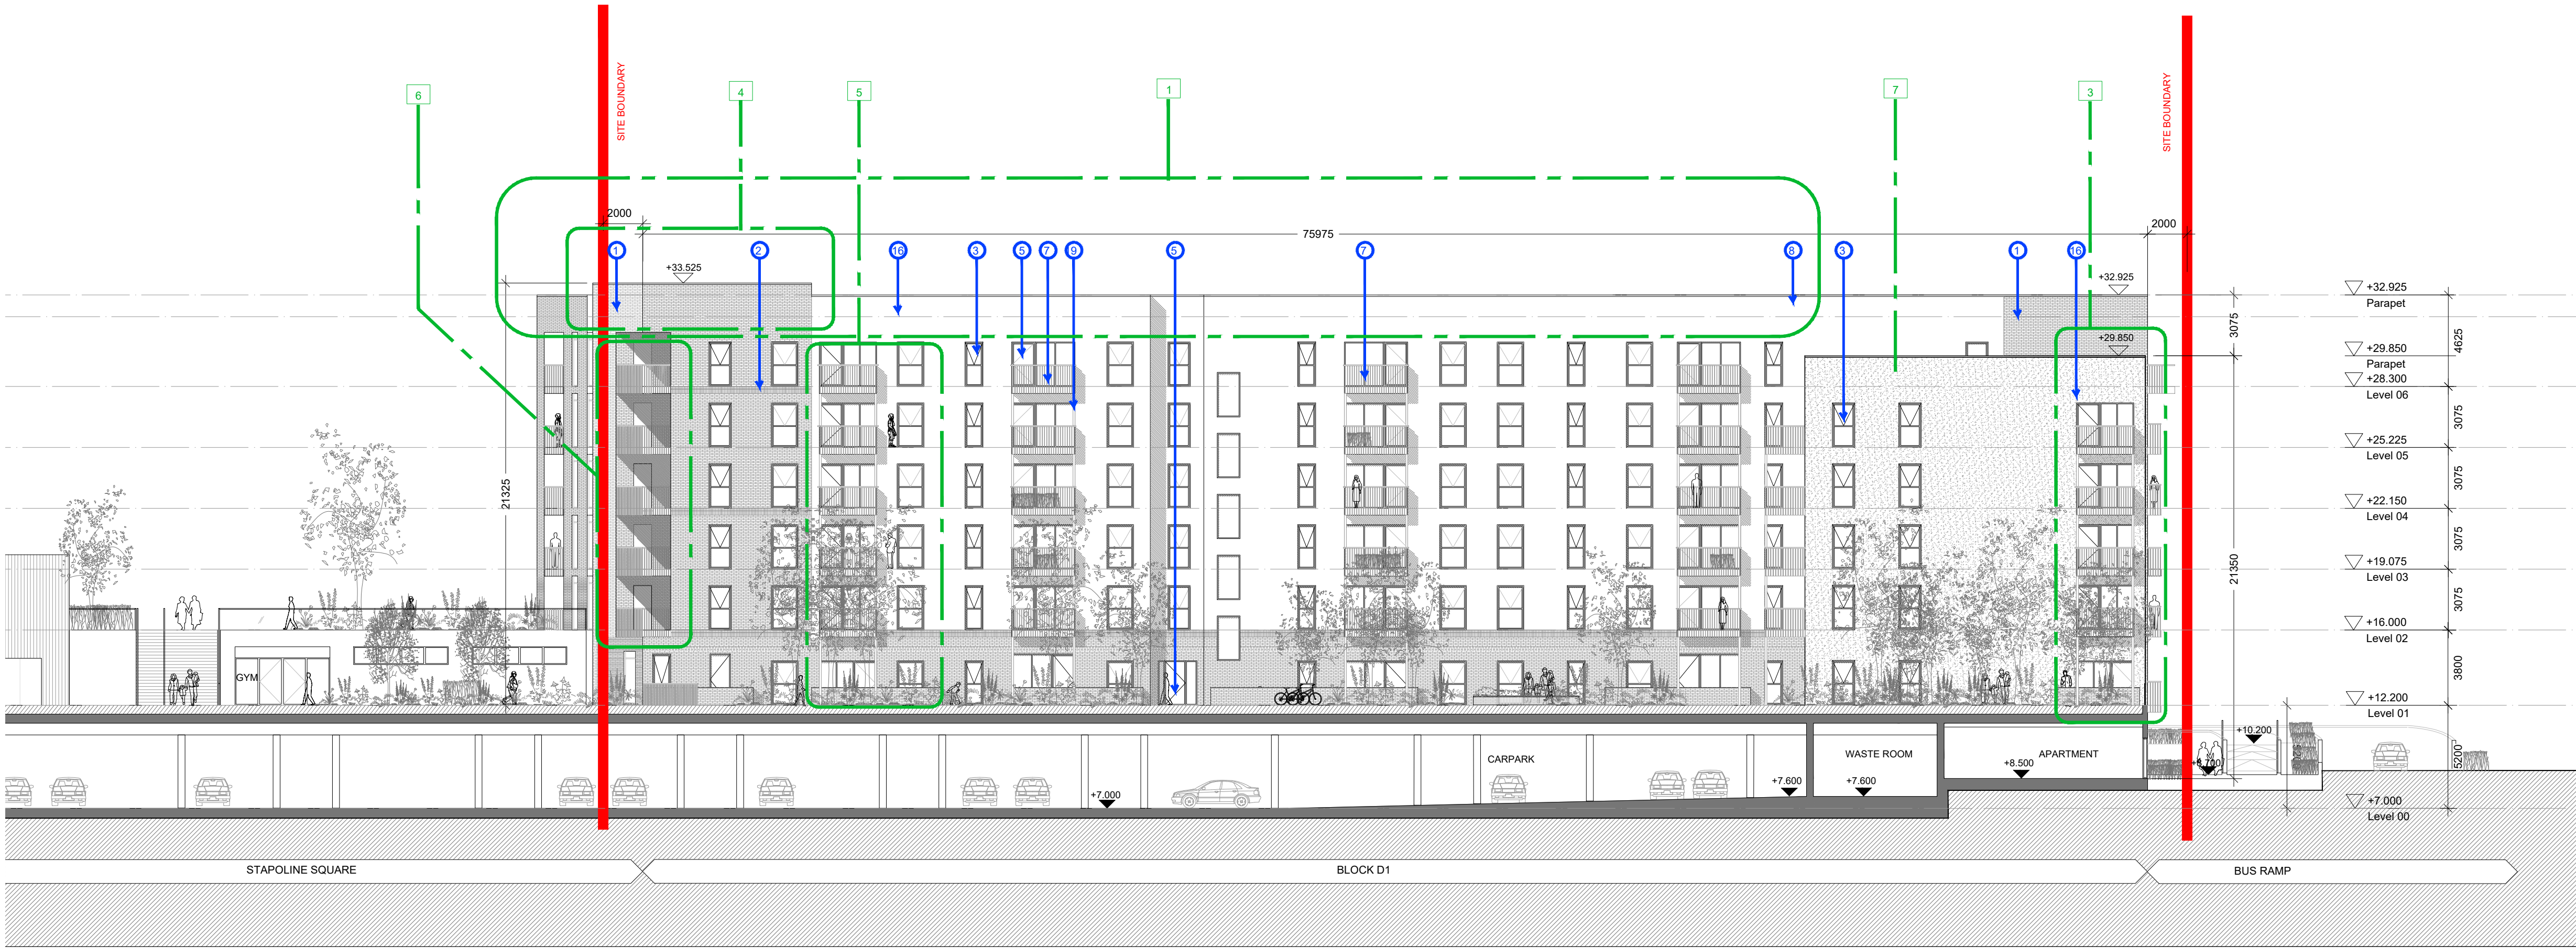 SITE BOUNDARY
SITE BOUNDARY
6
4
5
1
7
3
2000
75975
2000
1
2
16
3
5
7
9
5
7
8
3
1
16
+33.525
+32.925
+32.925
Parapet
3075
4625
+29.850
+29.850
Parapet
+28.300
Level 06
3075
+25.225
Level 05
3075
21325
+22.150
Level 04
3075
21350
+19.075
Level 03
3075
+16.000
Level 02
3800
GYM
+12.200
Level 01
+10.200
CARPARK
WASTE ROOM
APARTMENT
5200
+8.500
+7.600
+7.600
+7.000
+7.000
Level 00
STAPOLINE SQUARE
BLOCK D1
BUS RAMP